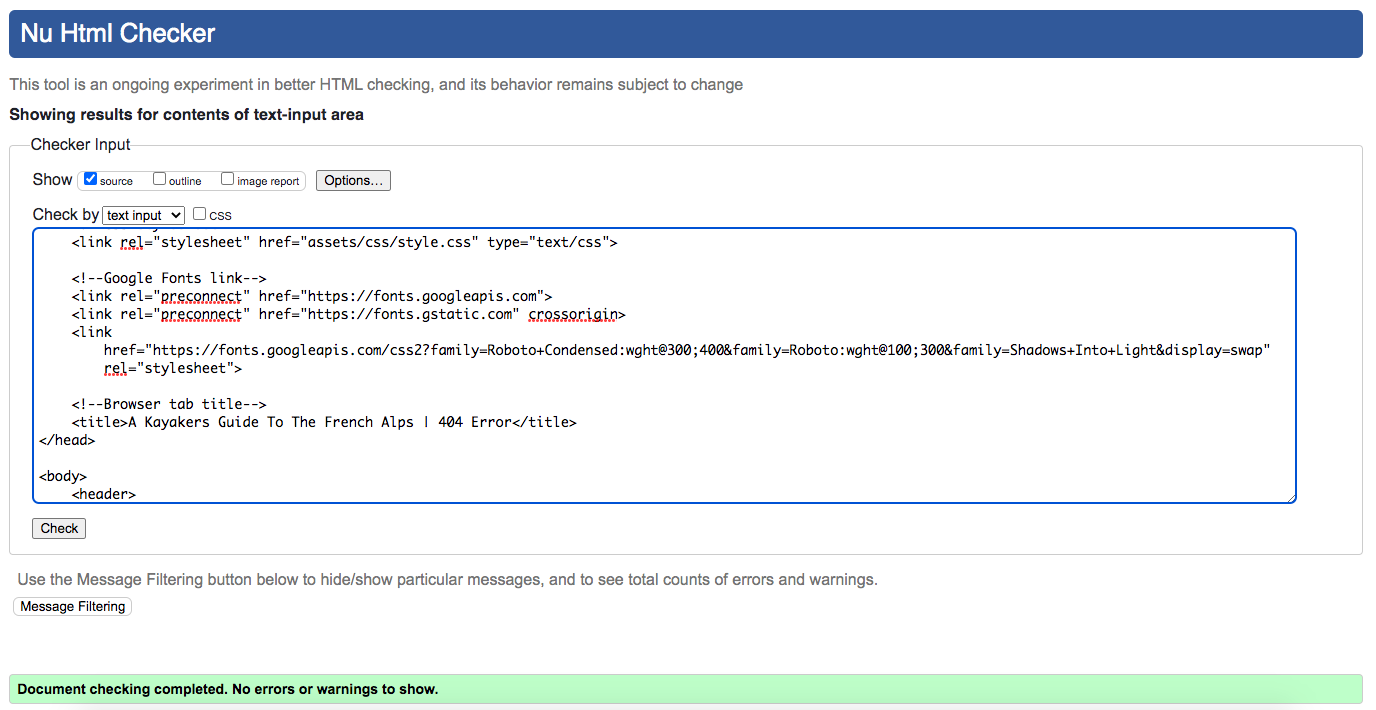 Nu Html Checker
This tool is an ongoing experiment in better HTML checking, and its behavior remains subject to change
Showing results for contents of text-input area
Checker Input
Show source outline image report Options...
Check by text input css
<link rel="stylesheet" href="assets/css/style.css" type="text/css">
<!--Google Fonts link-->
<link rel="preconnect" href="https://fonts.googleapis.com">
<link rel="preconnect" href="https://fonts.gstatic.com" crossorigin>
<link
href="https://fonts.googleapis.com/css2?family=Roboto+Condensed:wght@300;400&family=Roboto:wght@100;300&family=Shadows+Into+Light&display=swap"
rel="stylesheet">
<!--Browser tab title-->
<title>A Kayakers Guide To The French Alps | 404 Error</title>
</head>
<body>
<header>
Check
Use the Message Filtering button below to hide/show particular messages, and to see total counts of errors and warnings.
Message Filtering
Document checking completed. No errors or warnings to show.